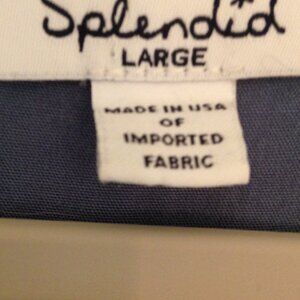 Splendid
LARGE
MADE IN USA
OF
IMPORTED
FABRIC